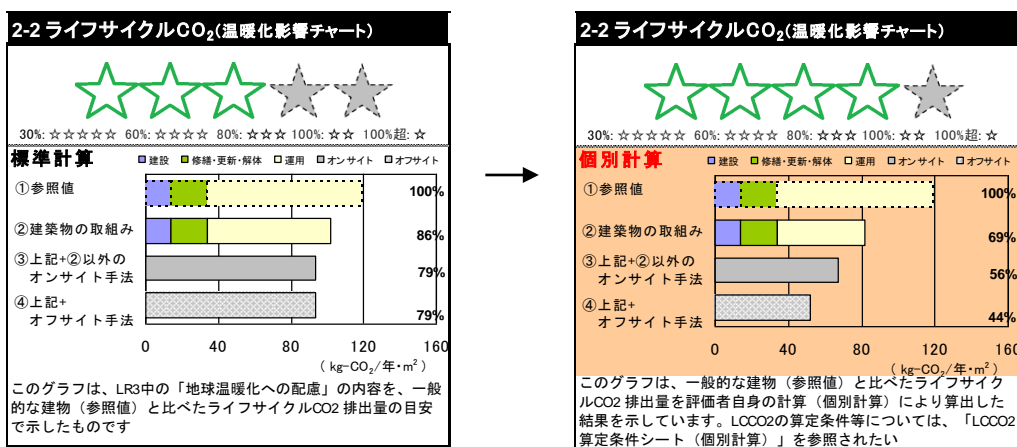 2-2 ライフサイクルCO₂(温暖化影響チャート)
30%: ☆☆☆☆☆ 60%: ☆☆☆☆ 80%: ☆☆☆ 100%: ☆☆ 100%超: ☆
標準計算
建設 修繕・更新・解体 運用 オンサイト オフサイト
①参照値
100%
②建築物の取組み
86%
③上記+②以外の
オンサイト手法
79%
④上記+
オフサイト手法
79%
0 40 80 120 160
( kg-CO₂/年・m² )
このグラフは、LR3中の「地球温暖化への配慮」の内容を、一般
的な建物（参照値）と比べたライフサイクルCO2 排出量の目安
で示したものです
2-2 ライフサイクルCO₂(温暖化影響チャート)
30%: ☆☆☆☆☆ 60%: ☆☆☆☆ 80%: ☆☆☆ 100%: ☆☆ 100%超: ☆
個別計算
建設 修繕・更新・解体 運用 オンサイト オフサイト
①参照値
100%
②建築物の取組み
69%
③上記+②以外の
オンサイト手法
56%
④上記+
オフサイト手法
44%
0 40 80 120 160
( kg-CO₂/年・m² )
このグラフは、一般的な建物（参照値）と比べたライフサイク
ルCO2 排出量を評価者自身の計算（個別計算）により算出した
結果を示しています。LCCO2の算定条件等については、「LCCO2
算定条件シート（個別計算）」を参照されたい